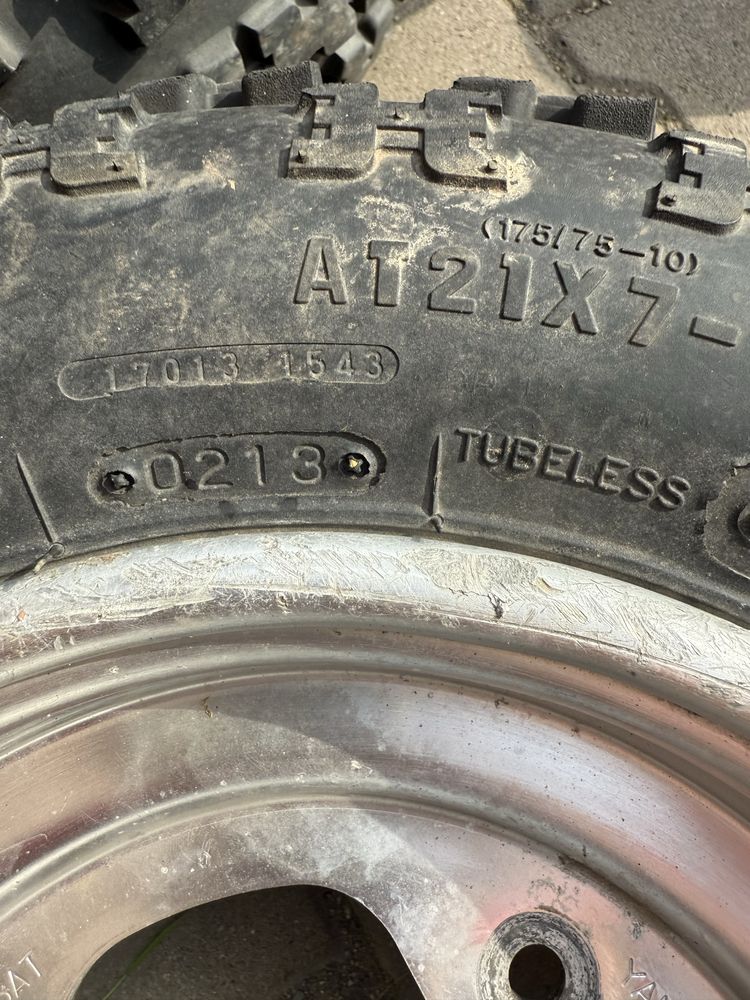 (175/75-10)
AT21X7-
17013 1543
0213
TUBELESS